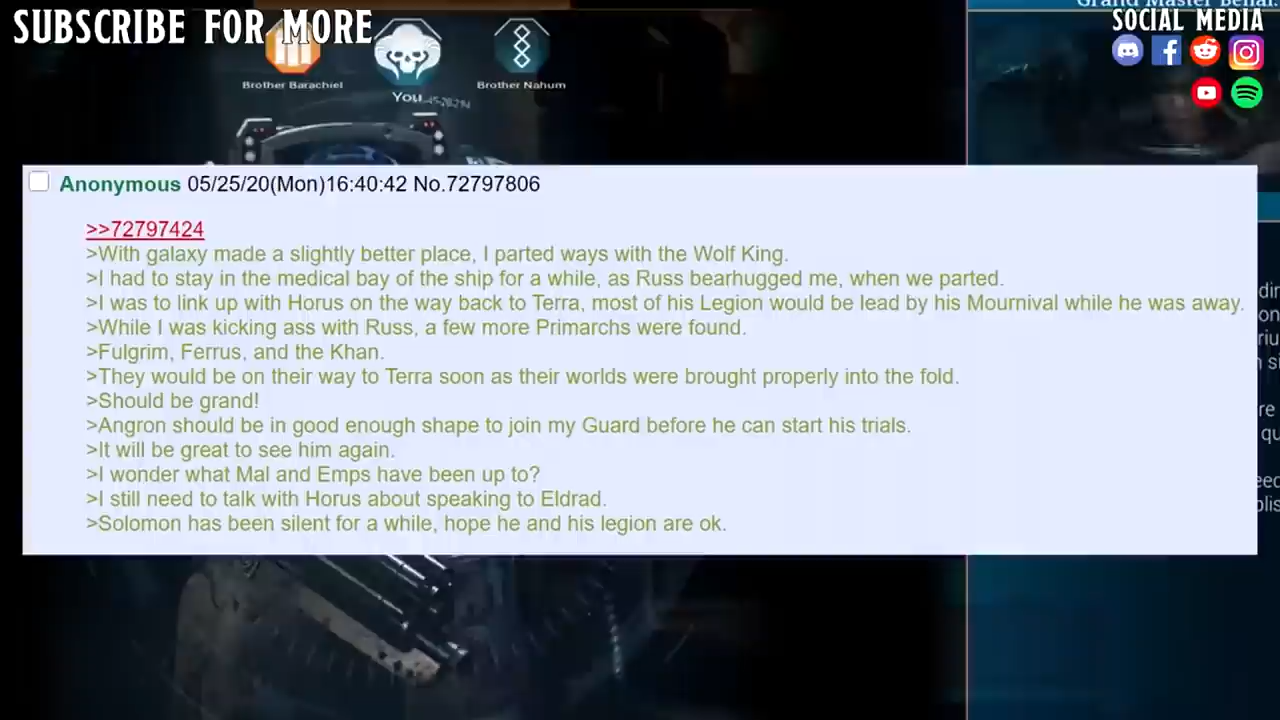 Grand Master Belial:
SUBSCRIBE FOR MORE
SOCIAL MEDIA
Brother Barachiel
You
Brother Nahum
Anonymous 05/25/20(Mon)16:40:42 No.72797806
>>72797424
>With galaxy made a slightly better place, I parted ways with the Wolf King.
>I had to stay in the medical bay of the ship for a while, as Russ bearhugged me, when we parted.
>I was to link up with Horus on the way back to Terra, most of his Legion would be lead by his Mournival while he was away.
>While I was kicking ass with Russ, a few more Primarchs were found.
>Fulgrim, Ferrus, and the Khan.
>They would be on their way to Terra soon as their worlds were brought properly into the fold.
>Should be grand!
>Angron should be in good enough shape to join my Guard before he can start his trials.
>It will be great to see him again.
>I wonder what Mal and Emps have been up to?
>I still need to talk with Horus about speaking to Eldrad.
>Solomon has been silent for a while, hope he and his legion are ok.